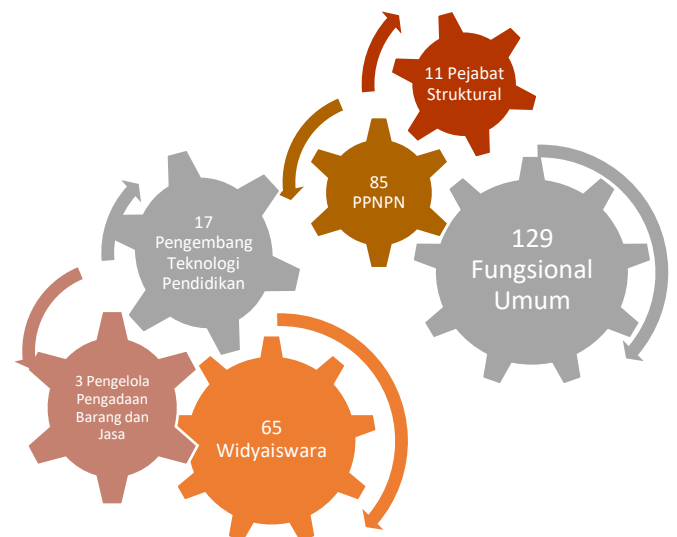 11 Pejabat
Struktural
85
PPNPN
129
Fungsional
Umum
17
Pengembang
Teknologi
Pendidikan
3 Pengelola
Pengadaan
Barang dan
Jasa
65
Widyaiswara